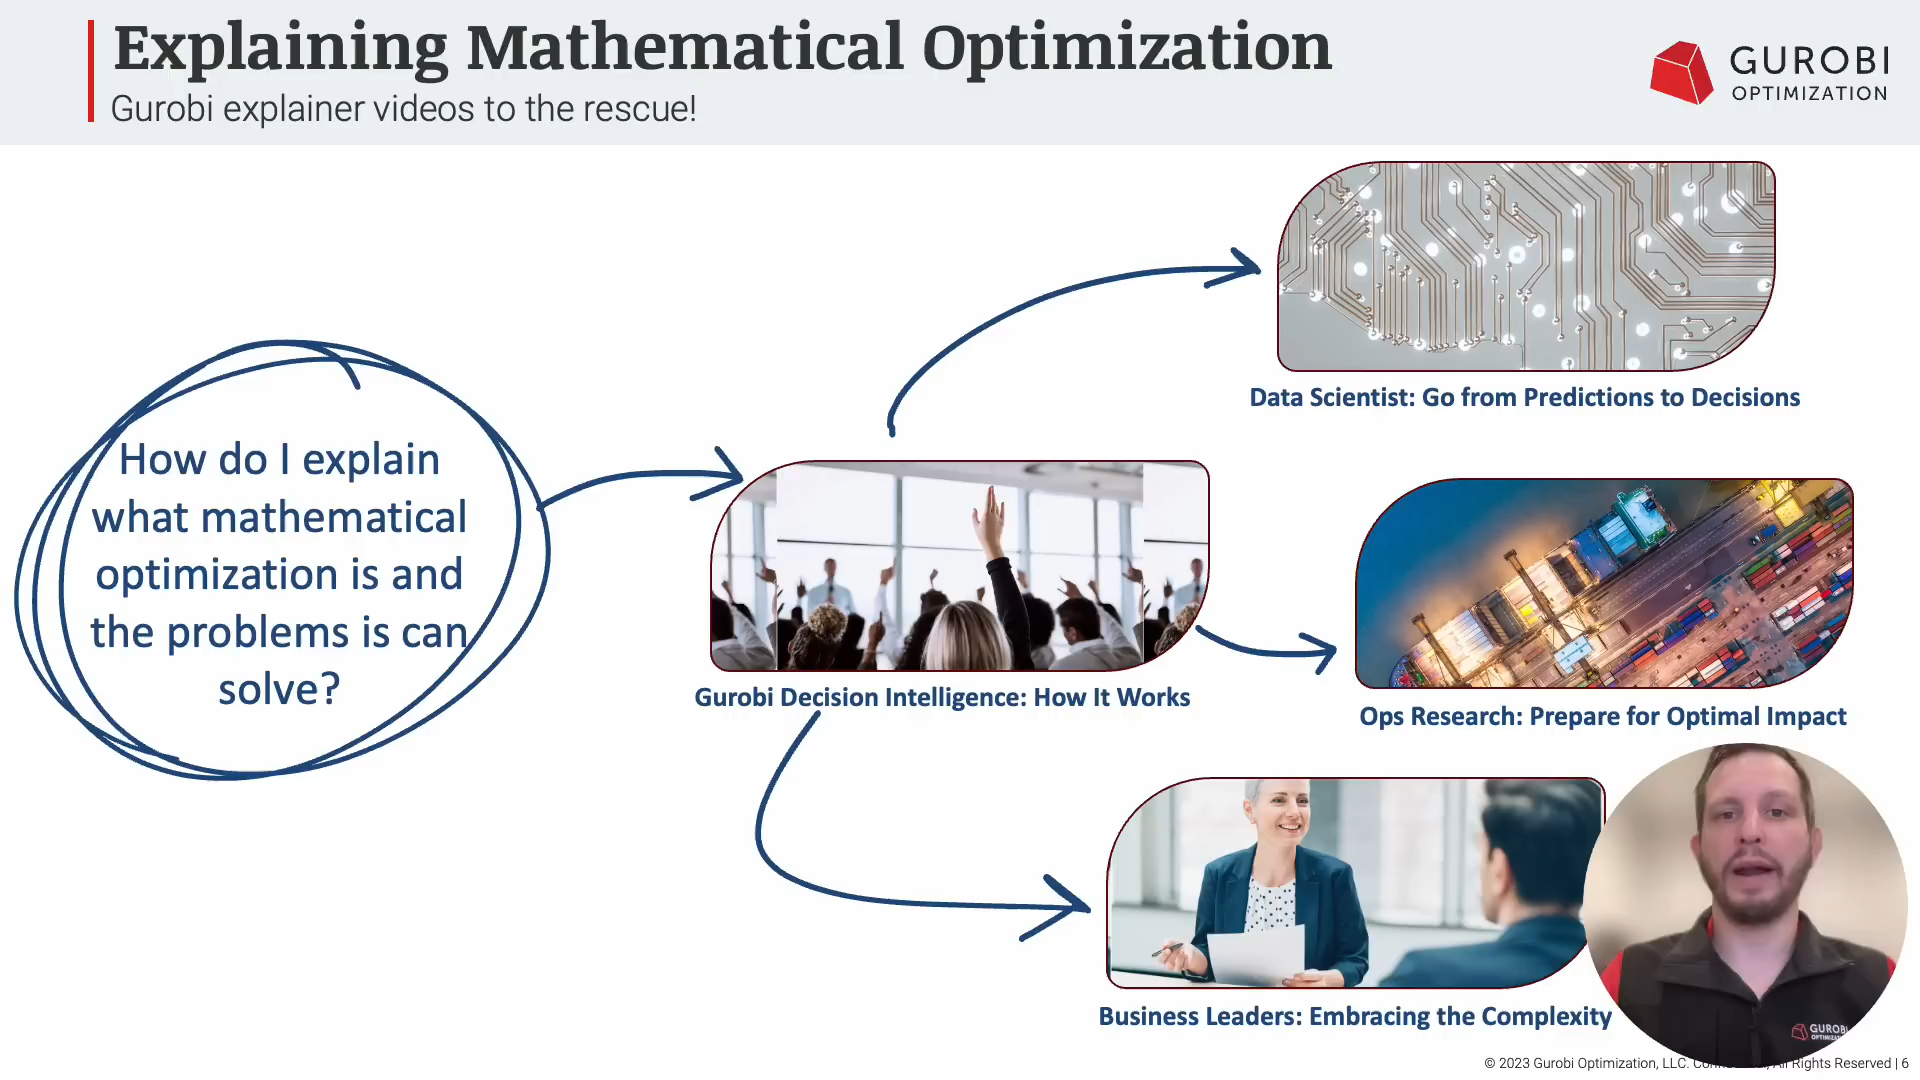 Explaining Mathematical Optimization
Gurobi explainer videos to the rescue!
GUROBI
OPTIMIZATION
How do I explain
what mathematical
optimization is and
the problems is can
solve?
Data Scientist: Go from Predictions to Decisions
Gurobi Decision Intelligence: How It Works
Ops Research: Prepare for Optimal Impact
Business Leaders: Embracing the Complexity
GUROBI
© 2023 Gurobi Optimization, LLC. All Rights Reserved | 6